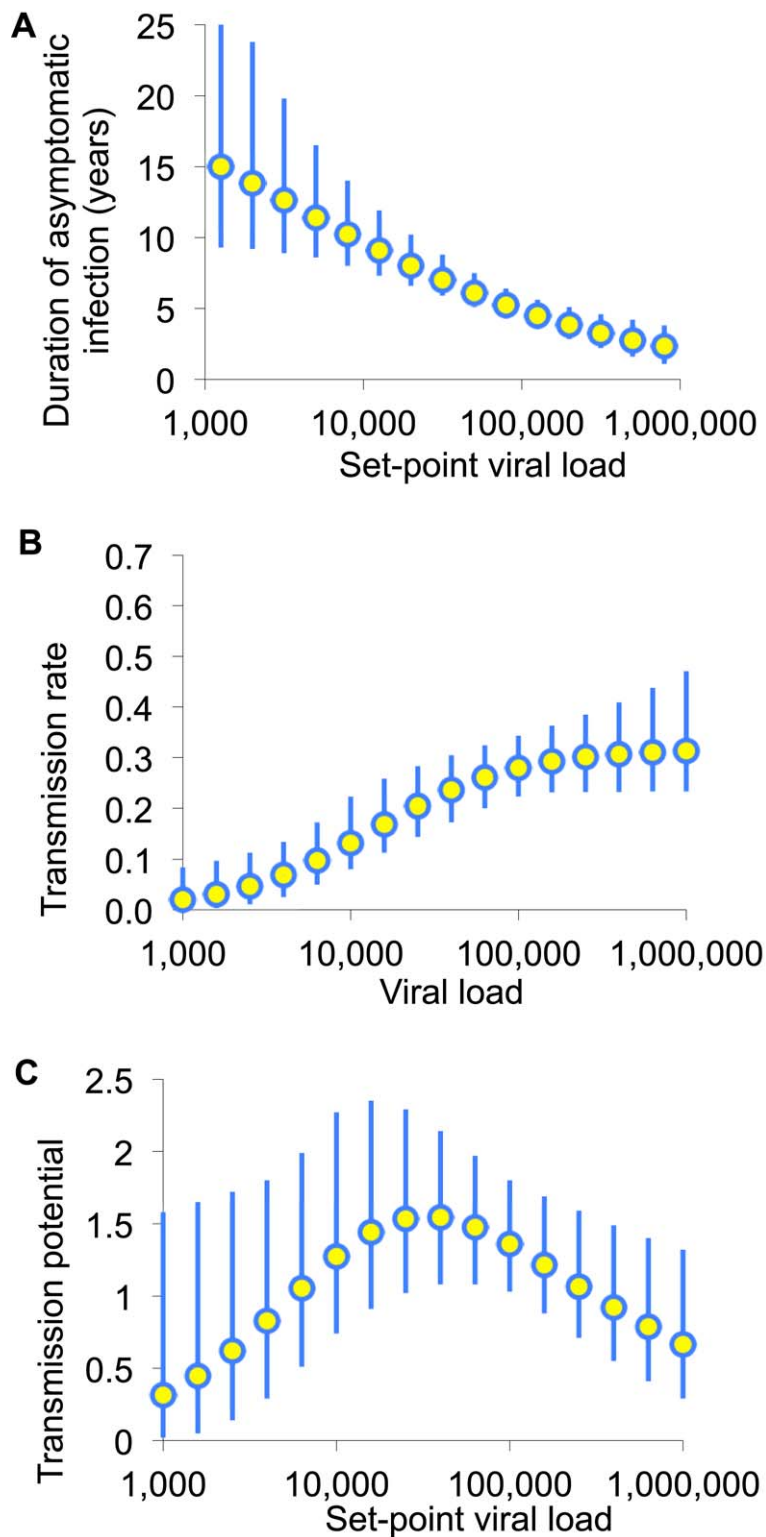 A
25
20
15
10
5
0
Duration of asymptomatic
infection (years)
1,000 10,000 100,000 1,000,000
Set-point viral load
B
0.7
0.6
0.5
0.4
0.3
0.2
0.1
0.0
Transmission rate
1,000 10,000 100,000 1,000,000
Viral load
C
2.5
2
1.5
1
0.5
0
Transmission potential
1,000 10,000 100,000 1,000,000
Set-point viral load